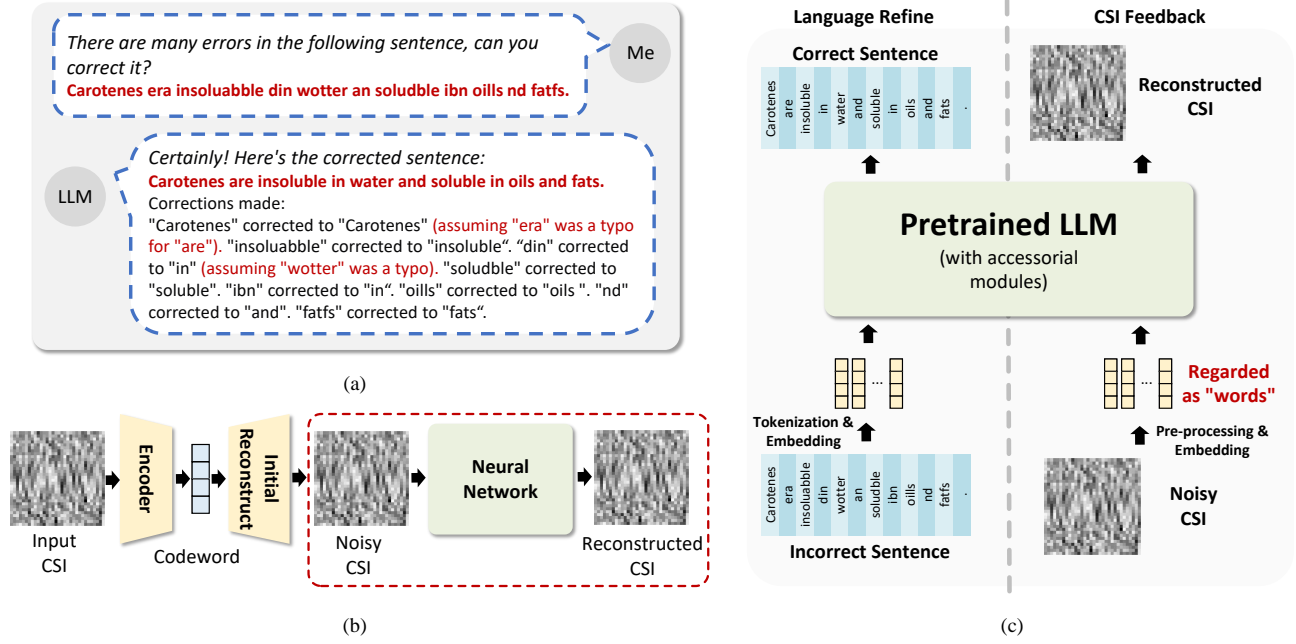 There are many errors in the following sentence, can you
correct it?
Carotenes era insoluabble din wotter an soludble ibn oills nd fatfs.
Me
LLM
Certainly! Here's the corrected sentence:
Carotenes are insoluble in water and soluble in oils and fats.
Corrections made:
"Carotenes" corrected to "Carotenes" (assuming "era" was a typo
for "are"). "insoluabble" corrected to "insoluble“. “din" corrected
to "in" (assuming "wotter" was a typo). "soludble" corrected to
"soluble". "ibn" corrected to "in“. "oills" corrected to "oils ". "nd"
corrected to "and". "fatfs" corrected to "fats“.
(a)
Input
CSI
Encoder
Codeword
Initial
Reconstruct
Noisy
CSI
Neural
Network
Reconstructed
CSI
(b)
Language Refine
CSI Feedback
Correct Sentence
Carotenes
are
insoluble
in
water
and
soluble
in
oils
and
fats
.
Reconstructed
CSI
Pretrained LLM
(with accessorial
modules)
...
...
Regarded
as "words"
Tokenization &
Embedding
Pre-processing &
Embedding
Carotenes
era
insoluabble
din
wotter
an
soludble
ibn
oills
nd
fatfs
.
Incorrect Sentence
Noisy
CSI
(c)